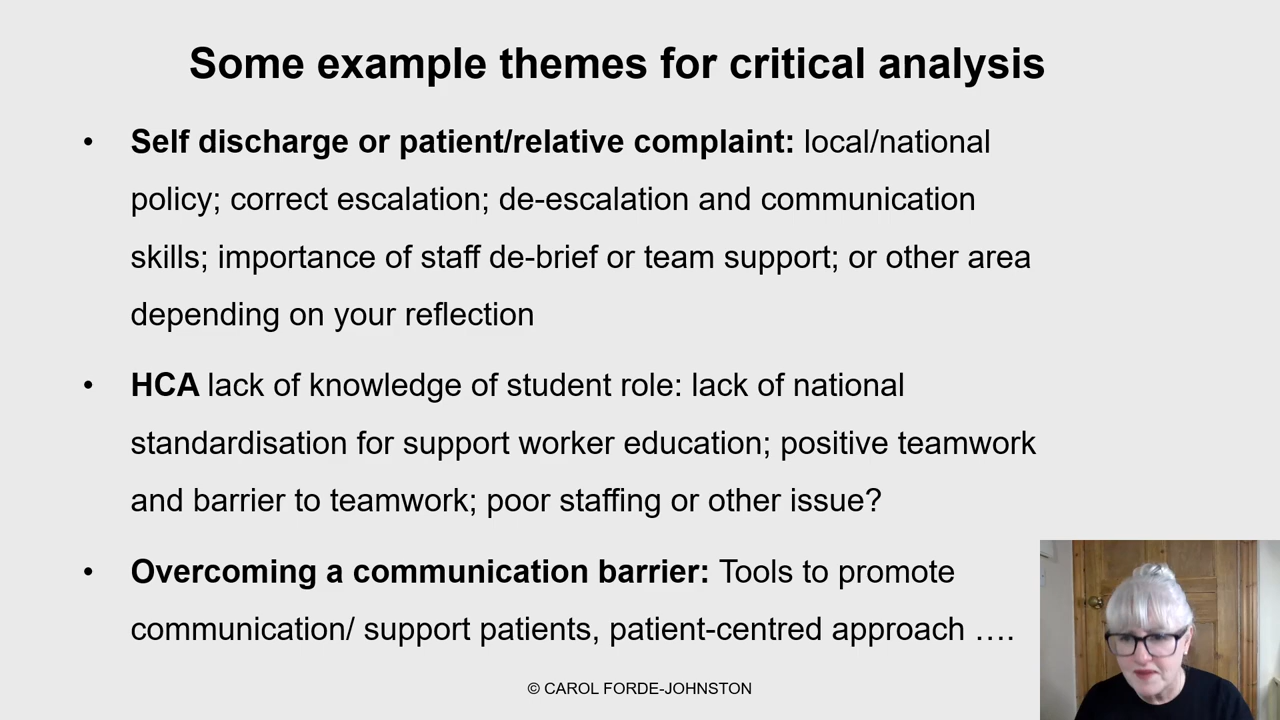 Some example themes for critical analysis
• Self discharge or patient/relative complaint: local/national
policy; correct escalation; de-escalation and communication
skills; importance of staff de-brief or team support; or other area
depending on your reflection
• HCA lack of knowledge of student role: lack of national
standardisation for support worker education; positive teamwork
and barrier to teamwork; poor staffing or other issue?
• Overcoming a communication barrier: Tools to promote
communication/ support patients, patient-centred approach ….
© CAROL FORDE-JOHNSTON